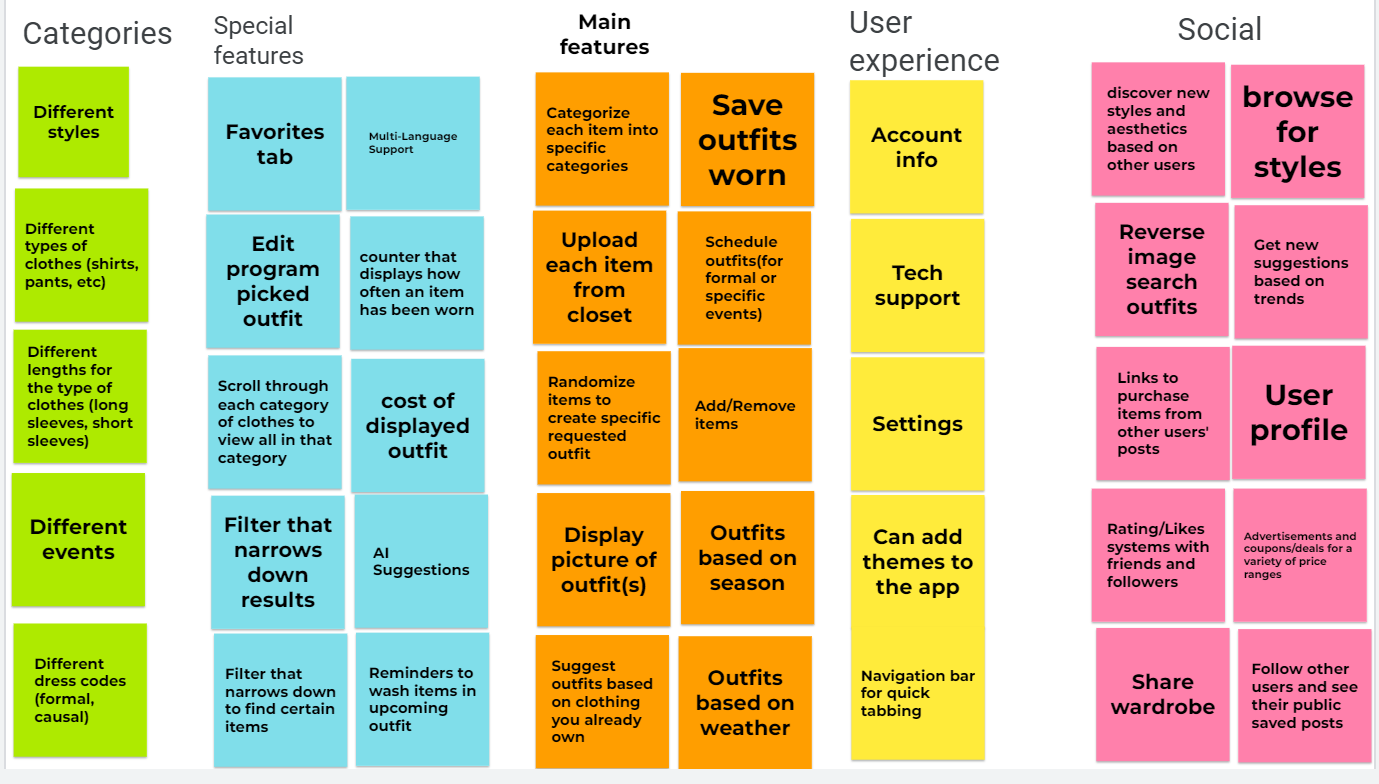 Categories
Different
styles
Different
types of
clothes (shirts,
pants, etc)
Different
lengths for
the type of
clothes (long
sleeves, short
sleeves)
Different
events
Different
dress codes
(formal,
causal)
Special
features
Favorites
tab
Multi-Language
Support
Edit
program
picked
outfit
counter that
displays how
often an item
has been worn
Scroll through
each category
of clothes to
view all in that
category
cost of
displayed
outfit
Filter that
narrows
down
results
AI
Suggestions
Filter that
narrows down
to find certain
items
Reminders to
wash items in
upcoming
outfit
Main
features
Categorize
each item into
specific
categories
Save
outfits
worn
Upload
each item
from
closet
Schedule
outfits(for
formal or
specific
events)
Randomize
items to
create specific
requested
outfit
Add/Remove
items
Display
picture of
outfit(s)
Outfits
based on
season
Suggest
outfits based
on clothing
you already
own
Outfits
based on
weather
User
experience
Account
info
Tech
support
Settings
Can add
themes to
the app
Navigation bar
for quick
tabbing
Social
discover new
styles and
aesthetics
based on
other users
browse
for
styles
Reverse
image
search
outfits
Get new
suggestions
based on
trends
Links to
purchase
items from
other users'
posts
User
profile
Rating/Likes
systems with
friends and
followers
Advertisements and
coupons/deals for a
variety of price
ranges
Share
wardrobe
Follow other
users and see
their public
saved posts